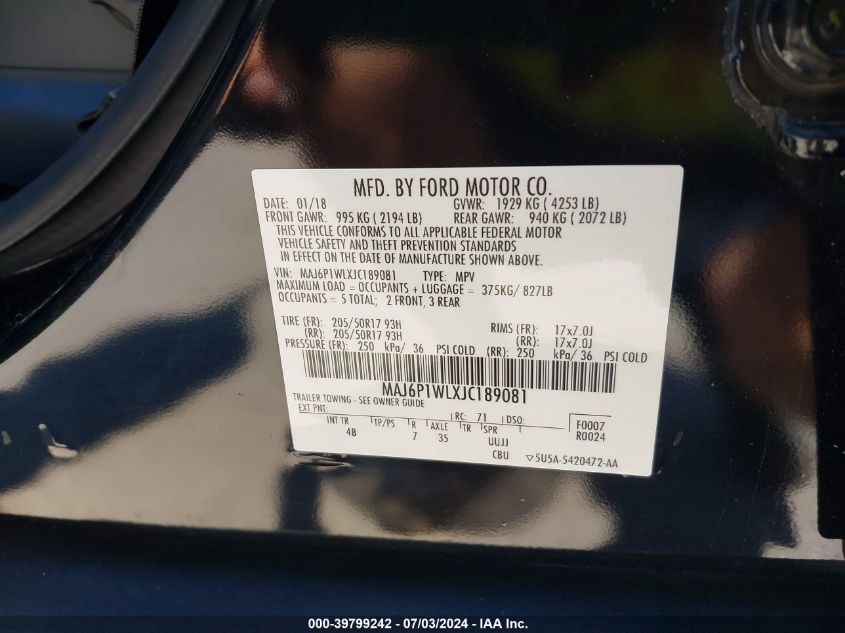 MFD. BY FORD MOTOR CO.
DATE: 01/18 GVWR: 1929 KG ( 4253 LB)
FRONT GAWR: 995 KG ( 2194 LB) REAR GAWR: 940 KG ( 2072 LB)
THIS VEHICLE CONFORMS TO ALL APPLICABLE FEDERAL MOTOR
VEHICLE SAFETY AND THEFT PREVENTION STANDARDS
IN EFFECT ON THE DATE OF MANUFACTURE SHOWN ABOVE.
VIN: MAJ6P1WLXJC189081 TYPE: MPV
MAXIMUM LOAD = OCCUPANTS + LUGGAGE = 375KG/ 827LB
OCCUPANTS = 5 TOTAL; 2 FRONT, 3 REAR
TIRE (FR): 205/50R17 93H RIMS (FR): 17x7.0J
(RR): 205/50R17 93H (RR): 17x7.0J
PRESSURE (FR): 250 kPa/ 36 PSI COLD (RR): 250 kPa/ 36 PSI COLD
MAJ6P1WLXJC189081
TRAILER TOWING - SEE OWNER GUIDE
EXT PNT: RC: 71 DSO: F0007
R0024
INT TR TP/PS R AXLE TR SPR
4B 7 35 UUJJ
CBU ▽5U5A-5420472-AA
000-39799242 - 07/03/2024 - IAA Inc.